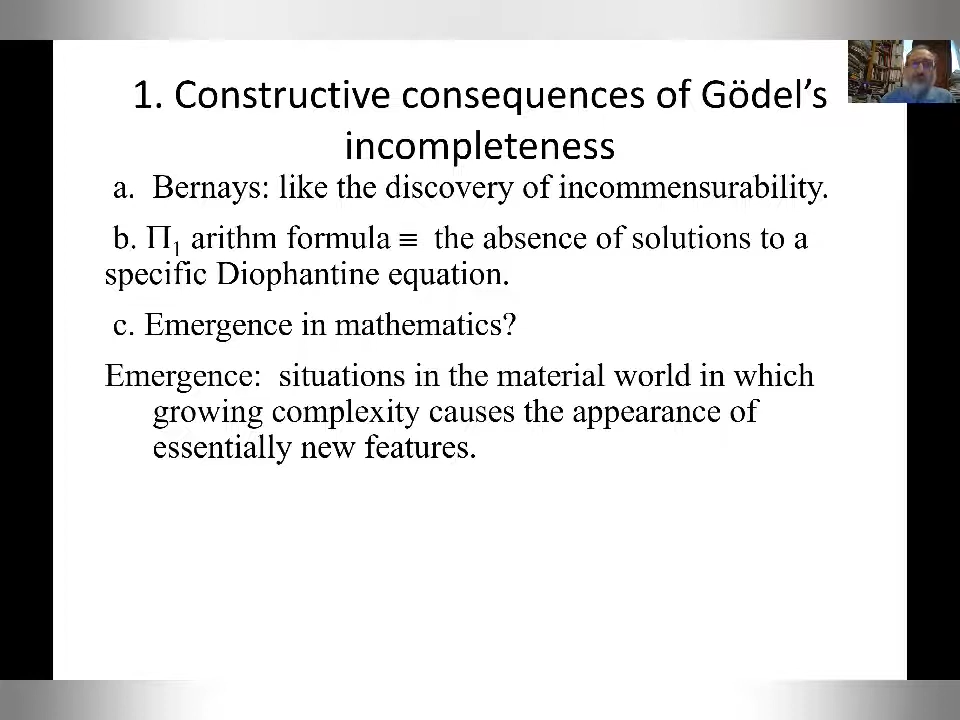 1. Constructive consequences of Gödel’s
incompleteness
a. Bernays: like the discovery of incommensurability.
b. Π₁ arithm formula ≡ the absence of solutions to a
specific Diophantine equation.
c. Emergence in mathematics?
Emergence: situations in the material world in which
growing complexity causes the appearance of
essentially new features.